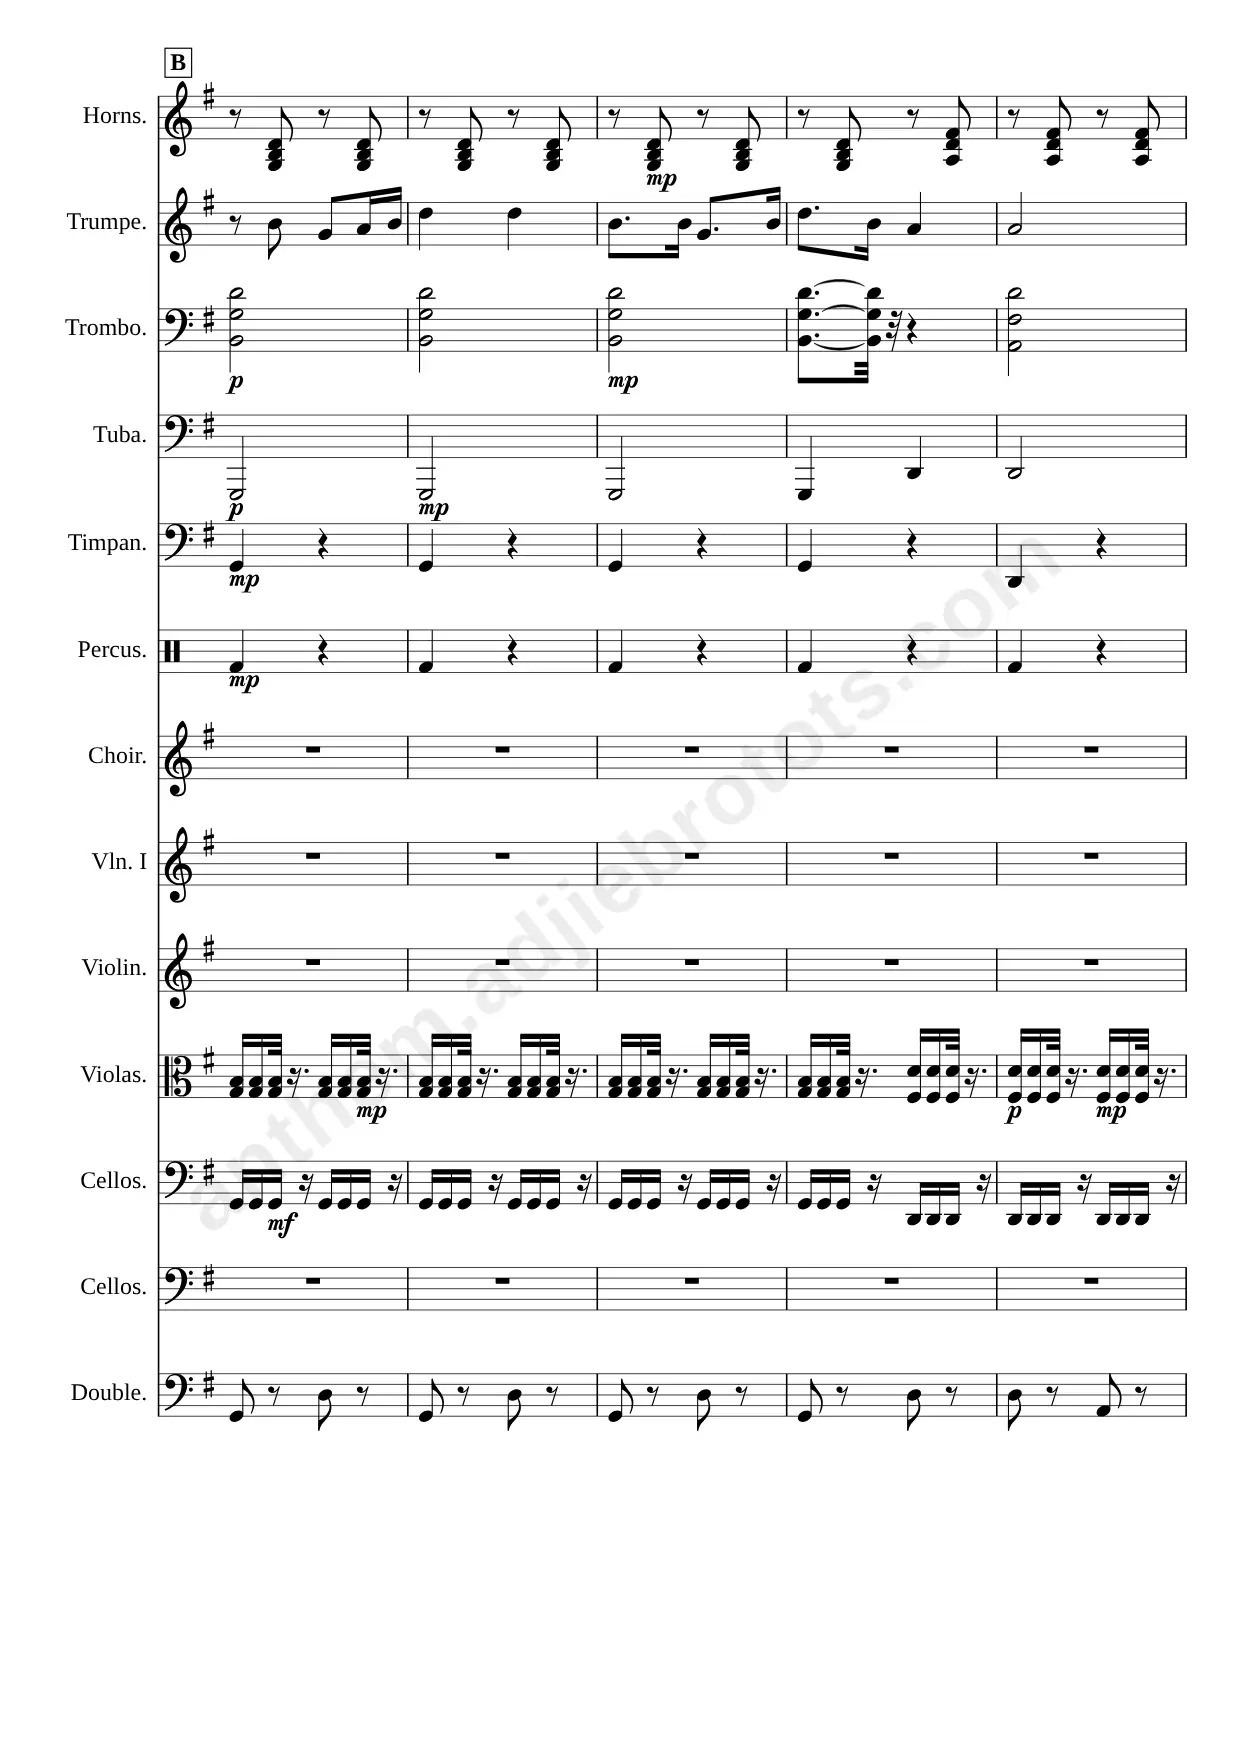 B
Horns.
mp
Trumpe.
Trombo.
p mp
Tuba.
p mp
Timpan.
mp
Percus.
mp
Choir.
Vln. I
Violin.
Violas.
mp p mp
Cellos.
mf
Cellos.
Double.
anthem.adjiebrotots.com